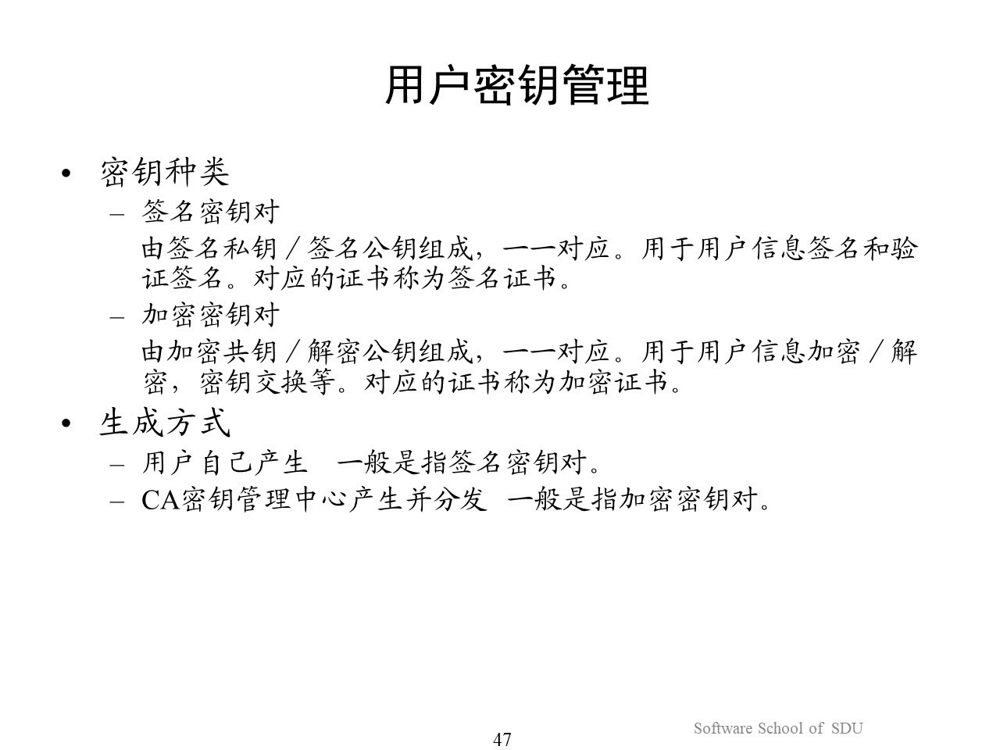 用户密钥管理
• 密钥种类
– 签名密钥对
由签名私钥／签名公钥组成，一一对应。用于用户信息签名和验
证签名。对应的证书称为签名证书。
– 加密密钥对
由加密共钥／解密公钥组成，一一对应。用于用户信息加密／解
密，密钥交换等。对应的证书称为加密证书。
• 生成方式
– 用户自己产生 一般是指签名密钥对。
– CA密钥管理中心产生并分发 一般是指加密密钥对。
Software School of SDU
47